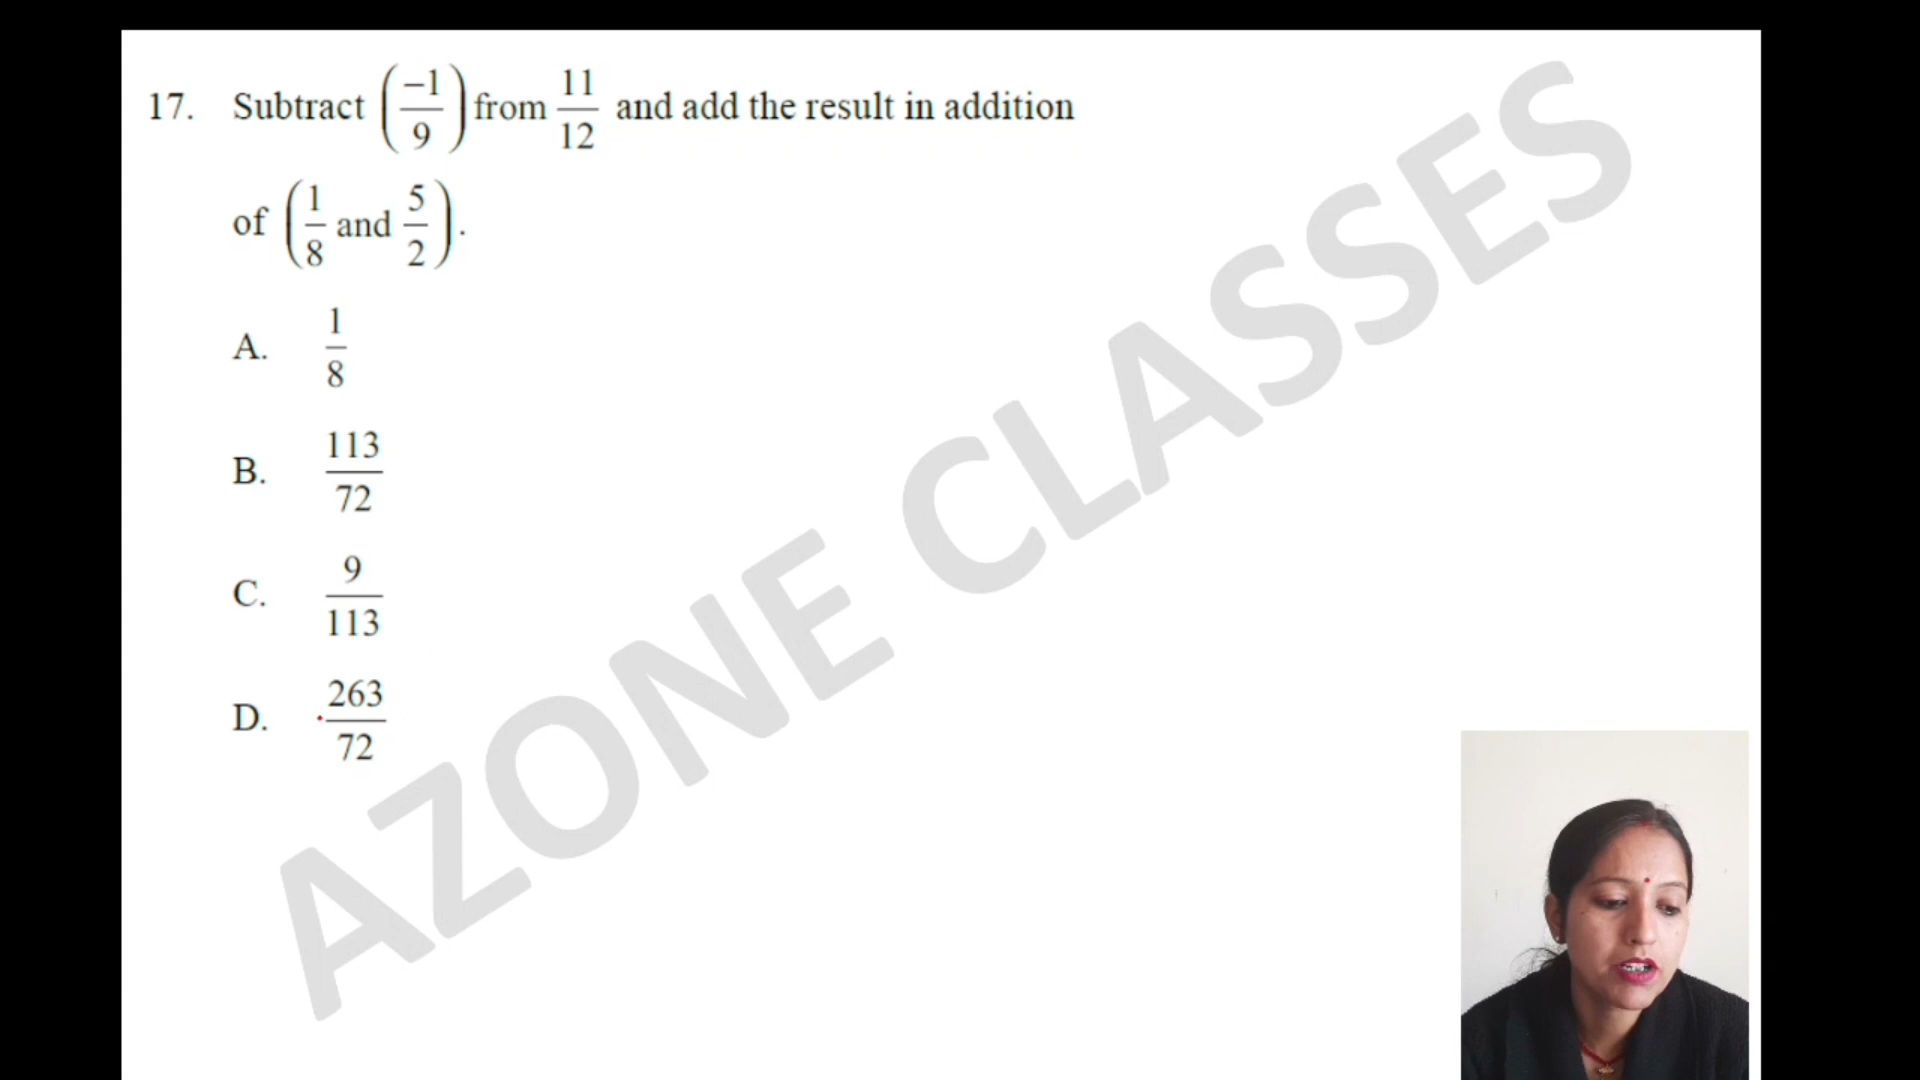 17. Subtract (−1/9) from 11/12 and add the result in addition
of (1/8 and 5/2).
A. 1/8
B. 113/72
C. 9/113
D. 263/72
AZONE CLASSES